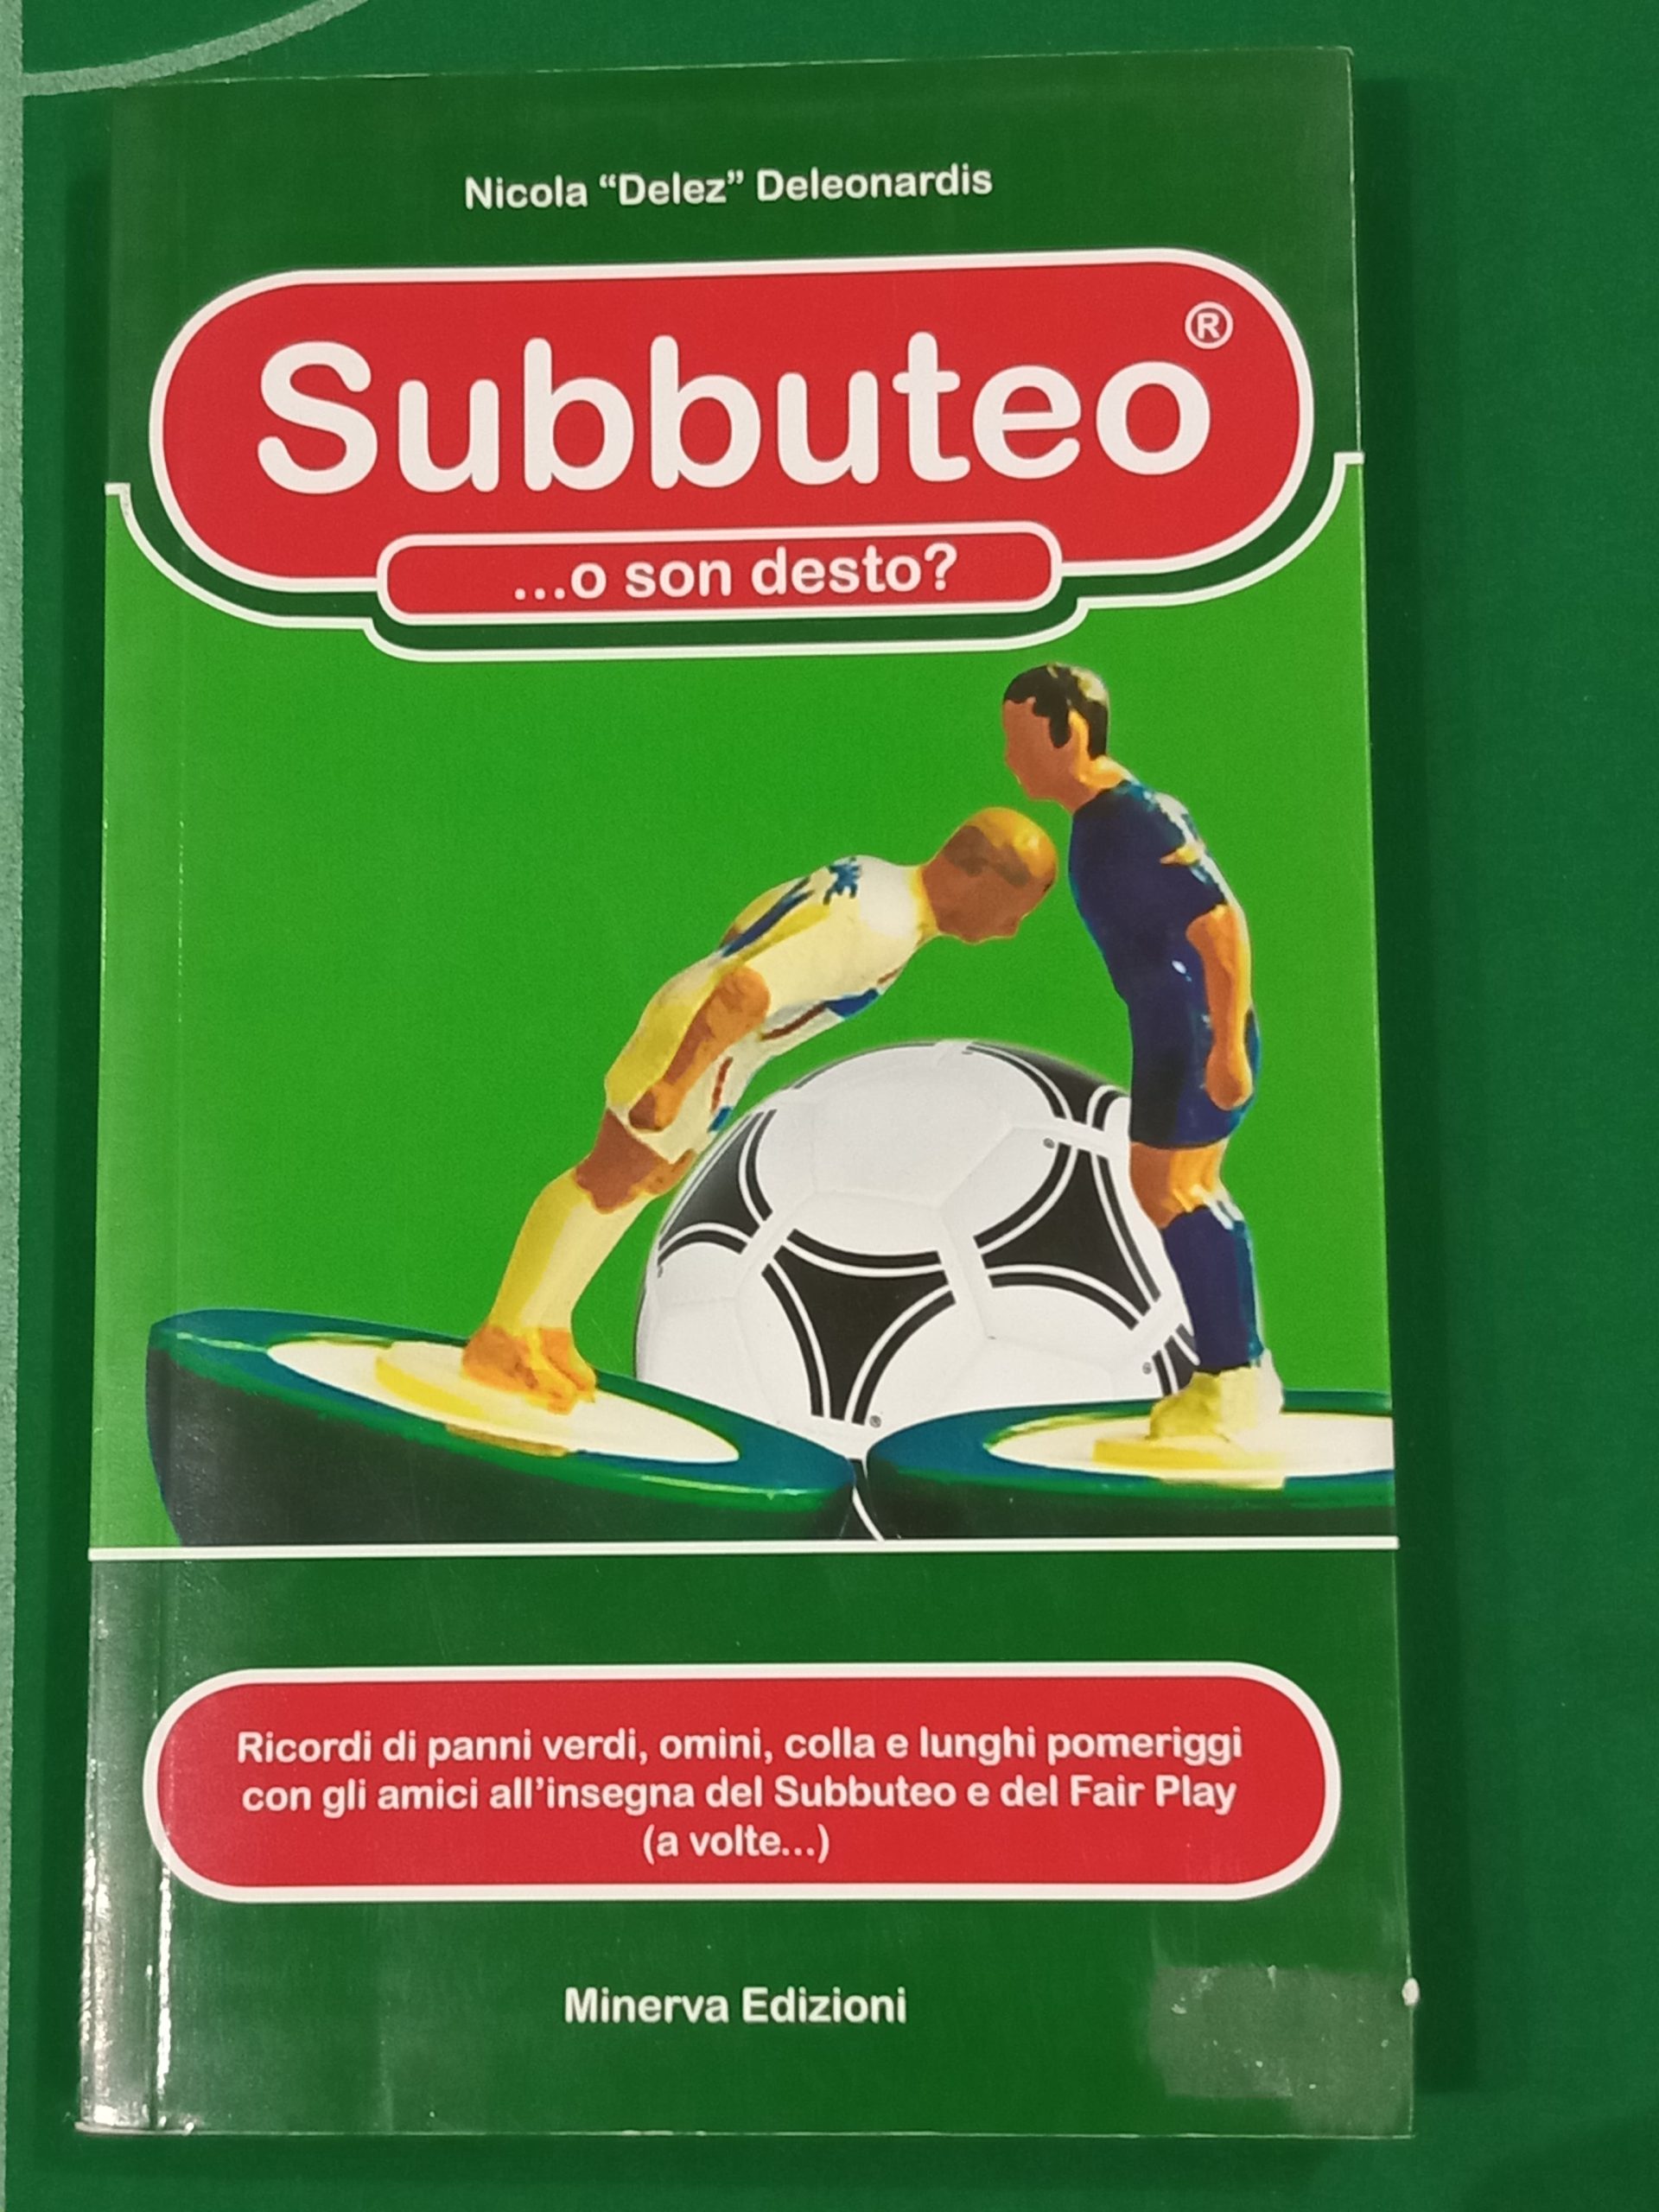 Nicola “Delez” Deleonardis
Subbuteo®
...o son desto?
Ricordi di panni verdi, omini, colla e lunghi pomeriggi
con gli amici all’insegna del Subbuteo e del Fair Play
(a volte...)
Minerva Edizioni